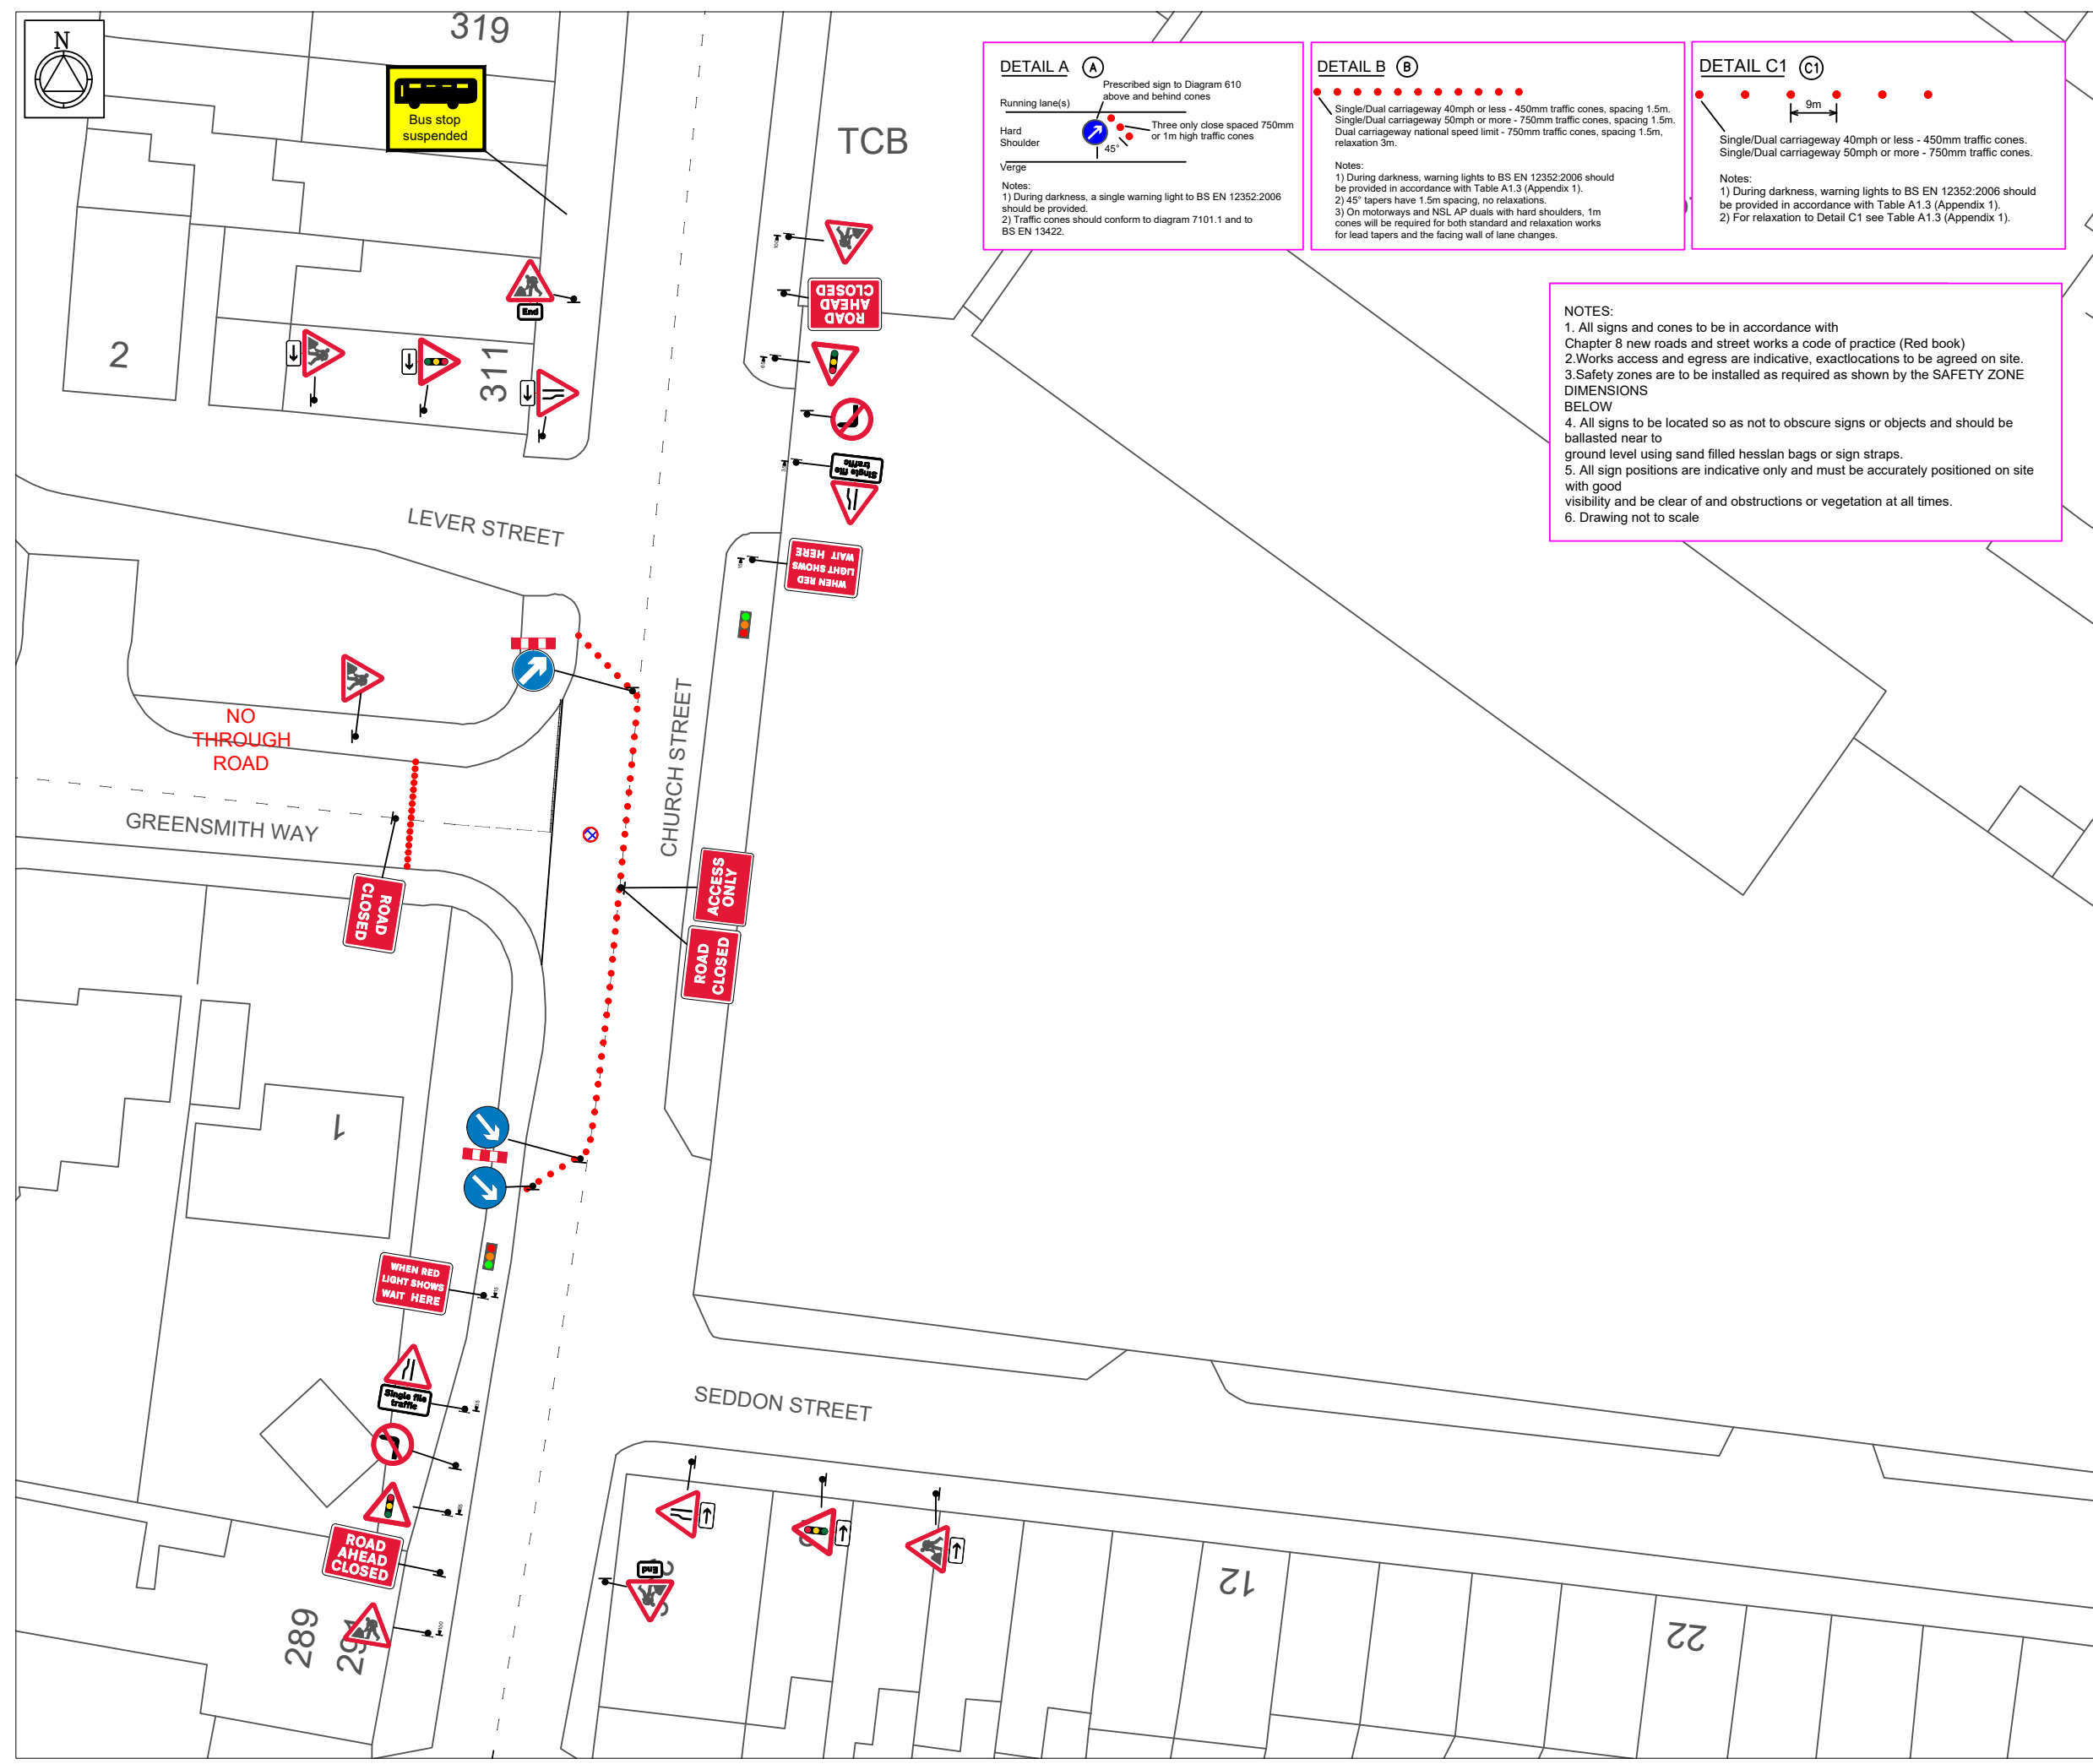 N
319
Bus stop
suspended
TCB
DETAIL A A
Prescribed sign to Diagram 610
above and behind cones
Running lane(s)
Hard
Shoulder
Three only close spaced 750mm
or 1m high traffic cones
45°
Verge
Notes:
1) During darkness, a single warning light to BS EN 12352:2006
should be provided.
2) Traffic cones should conform to diagram 7101.1 and to
BS EN 13422.
DETAIL B B
Single/Dual carriageway 40mph or less - 450mm traffic cones, spacing 1.5m.
Single/Dual carriageway 50mph or more - 750mm traffic cones, spacing 1.5m.
Dual carriageway national speed limit - 750mm traffic cones, spacing 1.5m,
relaxation 3m.
Notes:
1) During darkness, warning lights to BS EN 12352:2006 should
be provided in accordance with Table A1.3 (Appendix 1).
2) 45° tapers have 1.5m spacing, no relaxations.
3) On motorways and NSL AP duals with hard shoulders, 1m
cones will be required for both standard and relaxation works
for lead tapers and the facing wall of lane changes.
DETAIL C1 C1
9m
Single/Dual carriageway 40mph or less - 450mm traffic cones.
Single/Dual carriageway 50mph or more - 750mm traffic cones.
Notes:
1) During darkness, warning lights to BS EN 12352:2006 should
be provided in accordance with Table A1.3 (Appendix 1).
2) For relaxation to Detail C1 see Table A1.3 (Appendix 1).
NOTES:
1. All signs and cones to be in accordance with
Chapter 8 new roads and street works a code of practice (Red book)
2.Works access and egress are indicative, exactlocations to be agreed on site.
3.Safety zones are to be installed as required as shown by the SAFETY ZONE
DIMENSIONS
BELOW
4. All signs to be located so as not to obscure signs or objects and should be
ballasted near to
ground level using sand filled hesslan bags or sign straps.
5. All sign positions are indicative only and must be accurately positioned on site
with good
visibility and be clear of and obstructions or vegetation at all times.
6. Drawing not to scale
ROAD
AHEAD
CLOSED
End
2
311
Single file
traffic
LEVER STREET
WHEN RED
LIGHT SHOWS
WAIT HERE
NO
THROUGH
ROAD
CHURCH STREET
GREENSMITH WAY
ACCESS
ONLY
ROAD
CLOSED
ROAD
CLOSED
1
WHEN RED
LIGHT SHOWS
WAIT HERE
Single file
traffic
SEDDON STREET
ROAD
AHEAD
CLOSED
End
12
22
289